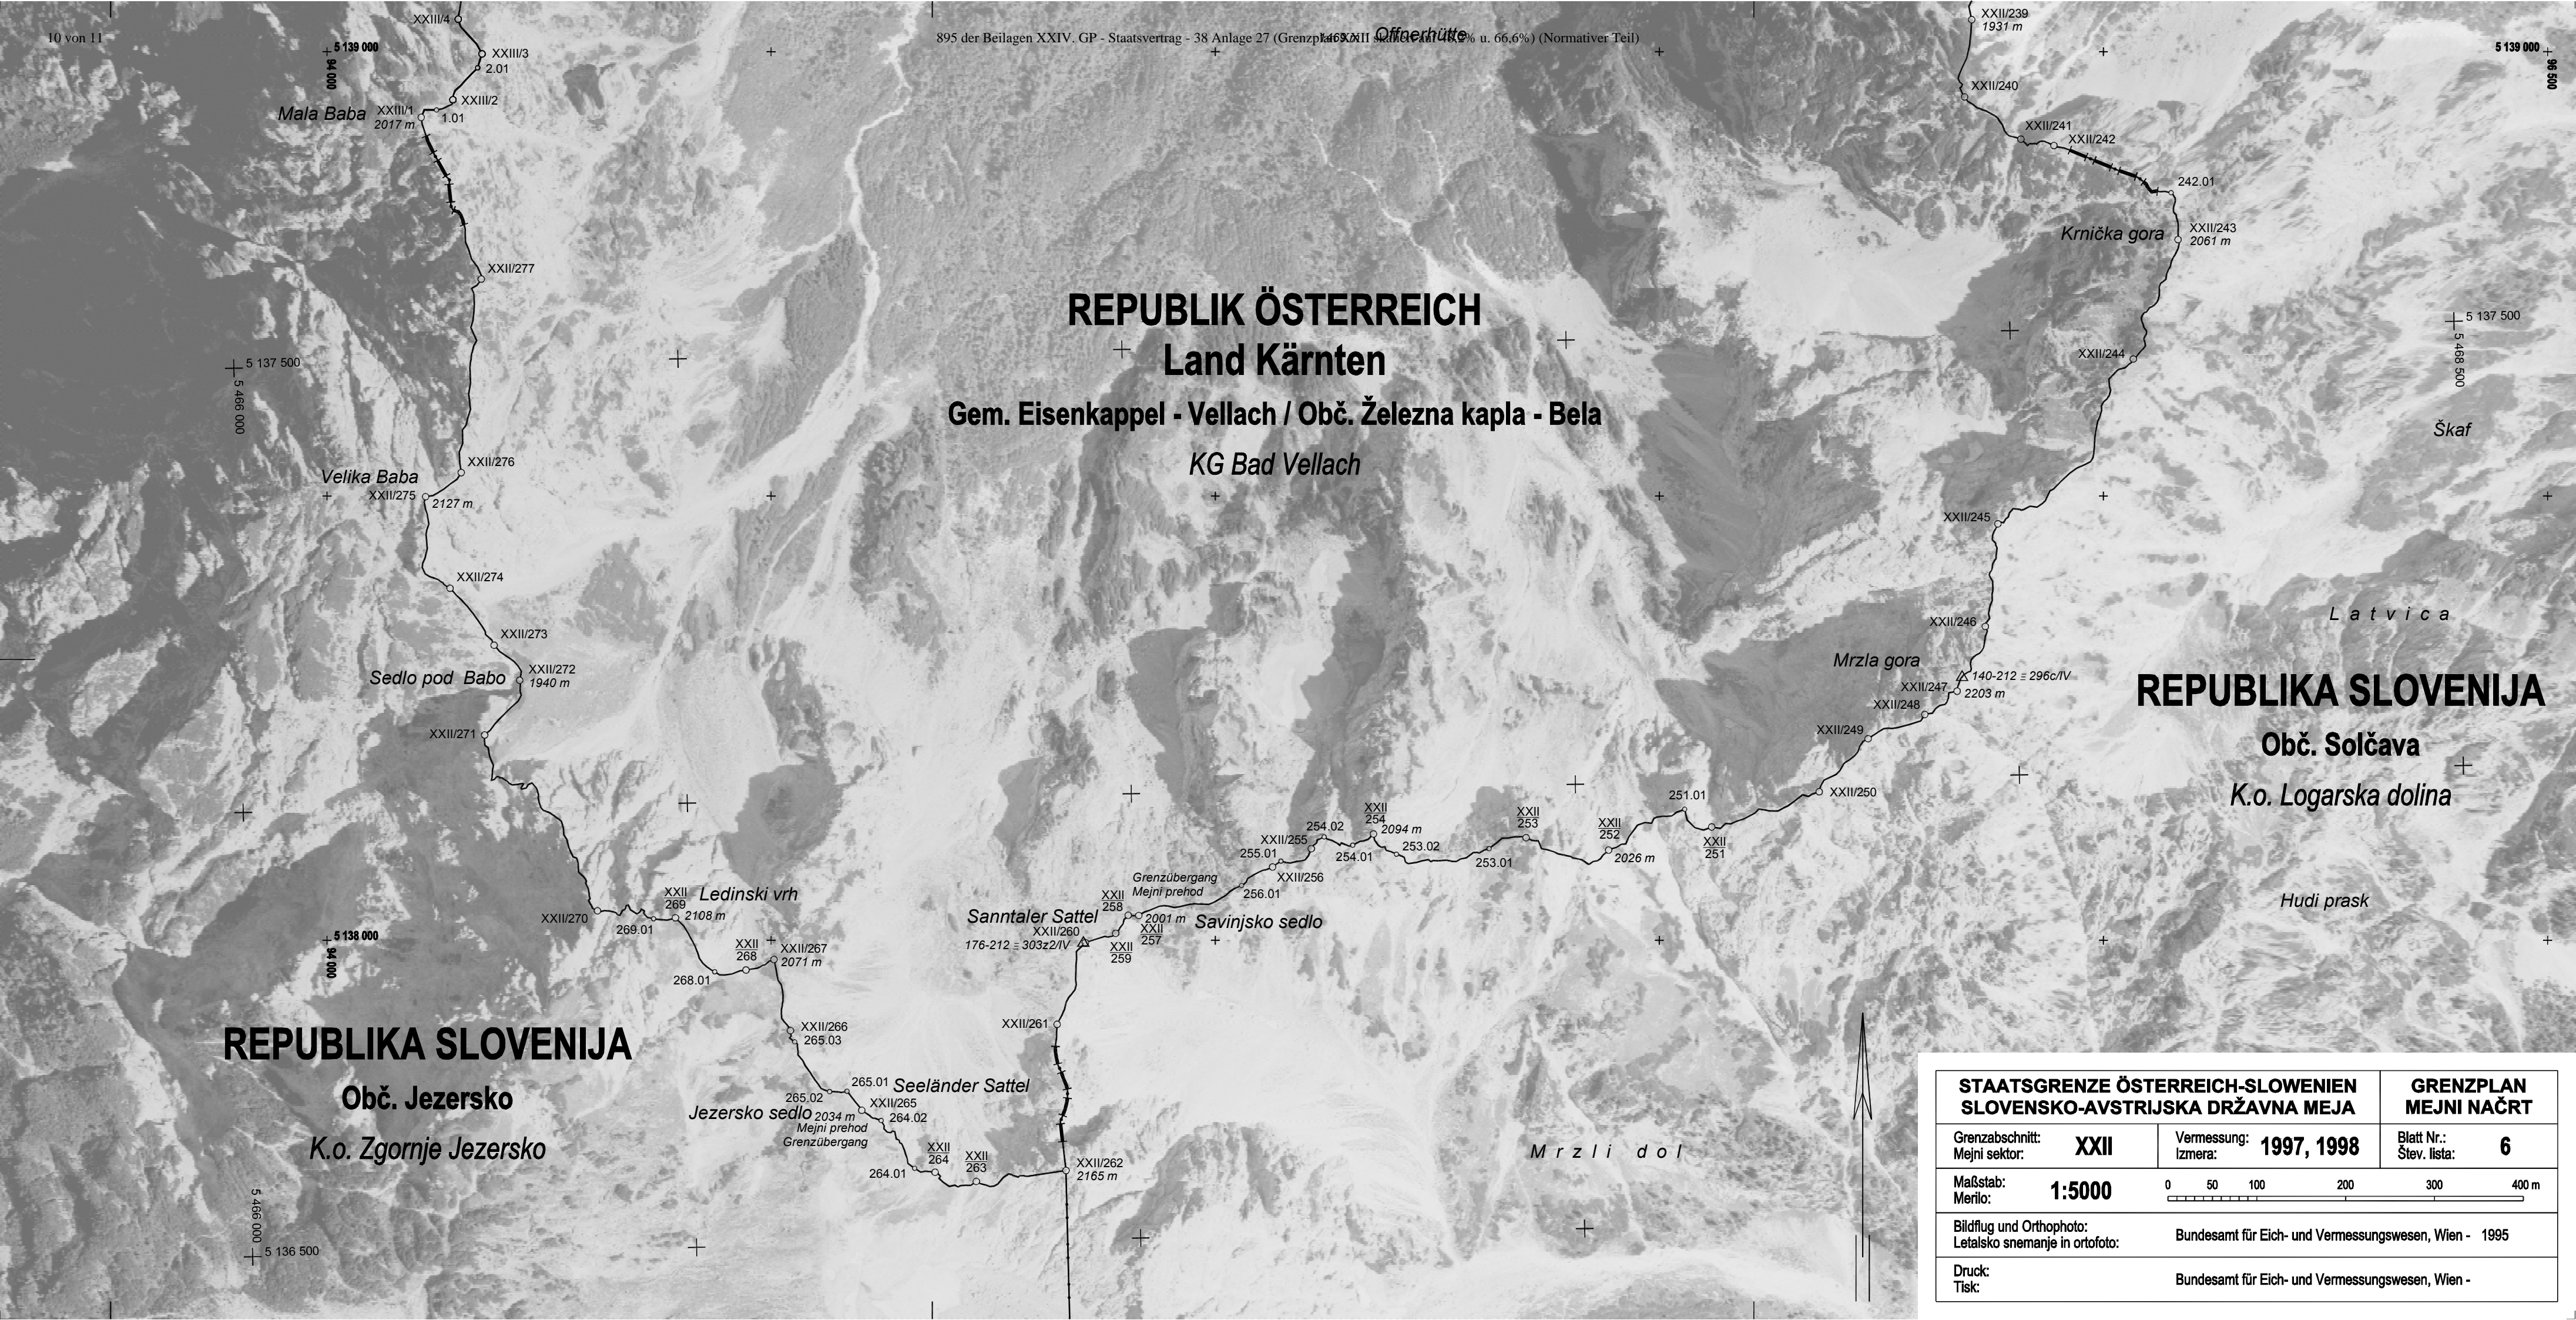 10 von 11
895 der Beilagen XXIV. GP - Staatsvertrag - 38 Anlage 27 (Grenzplan XXII skaliert auf u. 66,6%) (Normativer Teil)
Offnerhütte
XXIII/4
5 139 000
94 000
XXIII/3
2.01
XXIII/2
Mala Baba
XXIII/1
2017 m
1.01
XXII/239
1931 m
5 139 000
96 500
XXII/240
XXII/241
XXII/242
242.01
Krnička gora
XXII/243
2061 m
XXII/277
REPUBLIK ÖSTERREICH
Land Kärnten
Gem. Eisenkappel - Vellach / Obč. Železna kapla - Bela
KG Bad Vellach
5 137 500
5 468 500
XXII/244
5 137 500
5 466 000
Škaf
XXII/276
Velika Baba
XXII/275
2127 m
XXII/245
XXII/274
Latvica
XXII/246
XXII/273
Sedlo pod Babo
XXII/272
1940 m
Mrzla gora
140-212 = 296c/IV
XXII/247
2203 m
XXII/248
REPUBLIKA SLOVENIJA
Obč. Solčava
K.o. Logarska dolina
XXII/271
XXII/249
XXII/250
251.01
XXII
251
XXII
252
2026 m
XXII
253
253.01
XXII
254
2094 m
253.02
254.02
254.01
XXII/255
255.01
XXII/256
256.01
Grenzübergang
Mejni prehod
XXII
258
2001 m
Savinjsko sedlo
Sanntaler Sattel
XXII/260
176-212 = 303z2/IV
XXII
257
XXII
259
Hudi prask
XXII/270
269.01
XXII
269
Ledinski vrh
2108 m
5 138 000
94 000
268.01
XXII
268
XXII/267
2071 m
XXII/266
265.03
XXII/261
REPUBLIKA SLOVENIJA
Obč. Jezersko
K.o. Zgornje Jezersko
265.02
265.01
Seeländer Sattel
XXII/265
Jezersko sedlo
2034 m
Mejni prehod
Grenzübergang
264.02
264.01
XXII
264
XXII
263
XXII/262
2165 m
Mrzli dol
5 466 000
5 136 500
STAATSGRENZE ÖSTERREICH-SLOWENIEN
SLOVENSKO-AVSTRIJSKA DRŽAVNA MEJA
GRENZPLAN
MEJNI NAČRT
Grenzabschnitt:
Mejni sektor:
XXII
Vermessung:
Izmera:
1997, 1998
Blatt Nr.:
Štev. lista:
6
Maßstab:
Merilo:
1:5000
0 50 100 200 300 400 m
Bildflug und Orthophoto:
Letalsko snemanje in ortofoto:
Bundesamt für Eich- und Vermessungswesen, Wien - 1995
Druck:
Tisk:
Bundesamt für Eich- und Vermessungswesen, Wien -